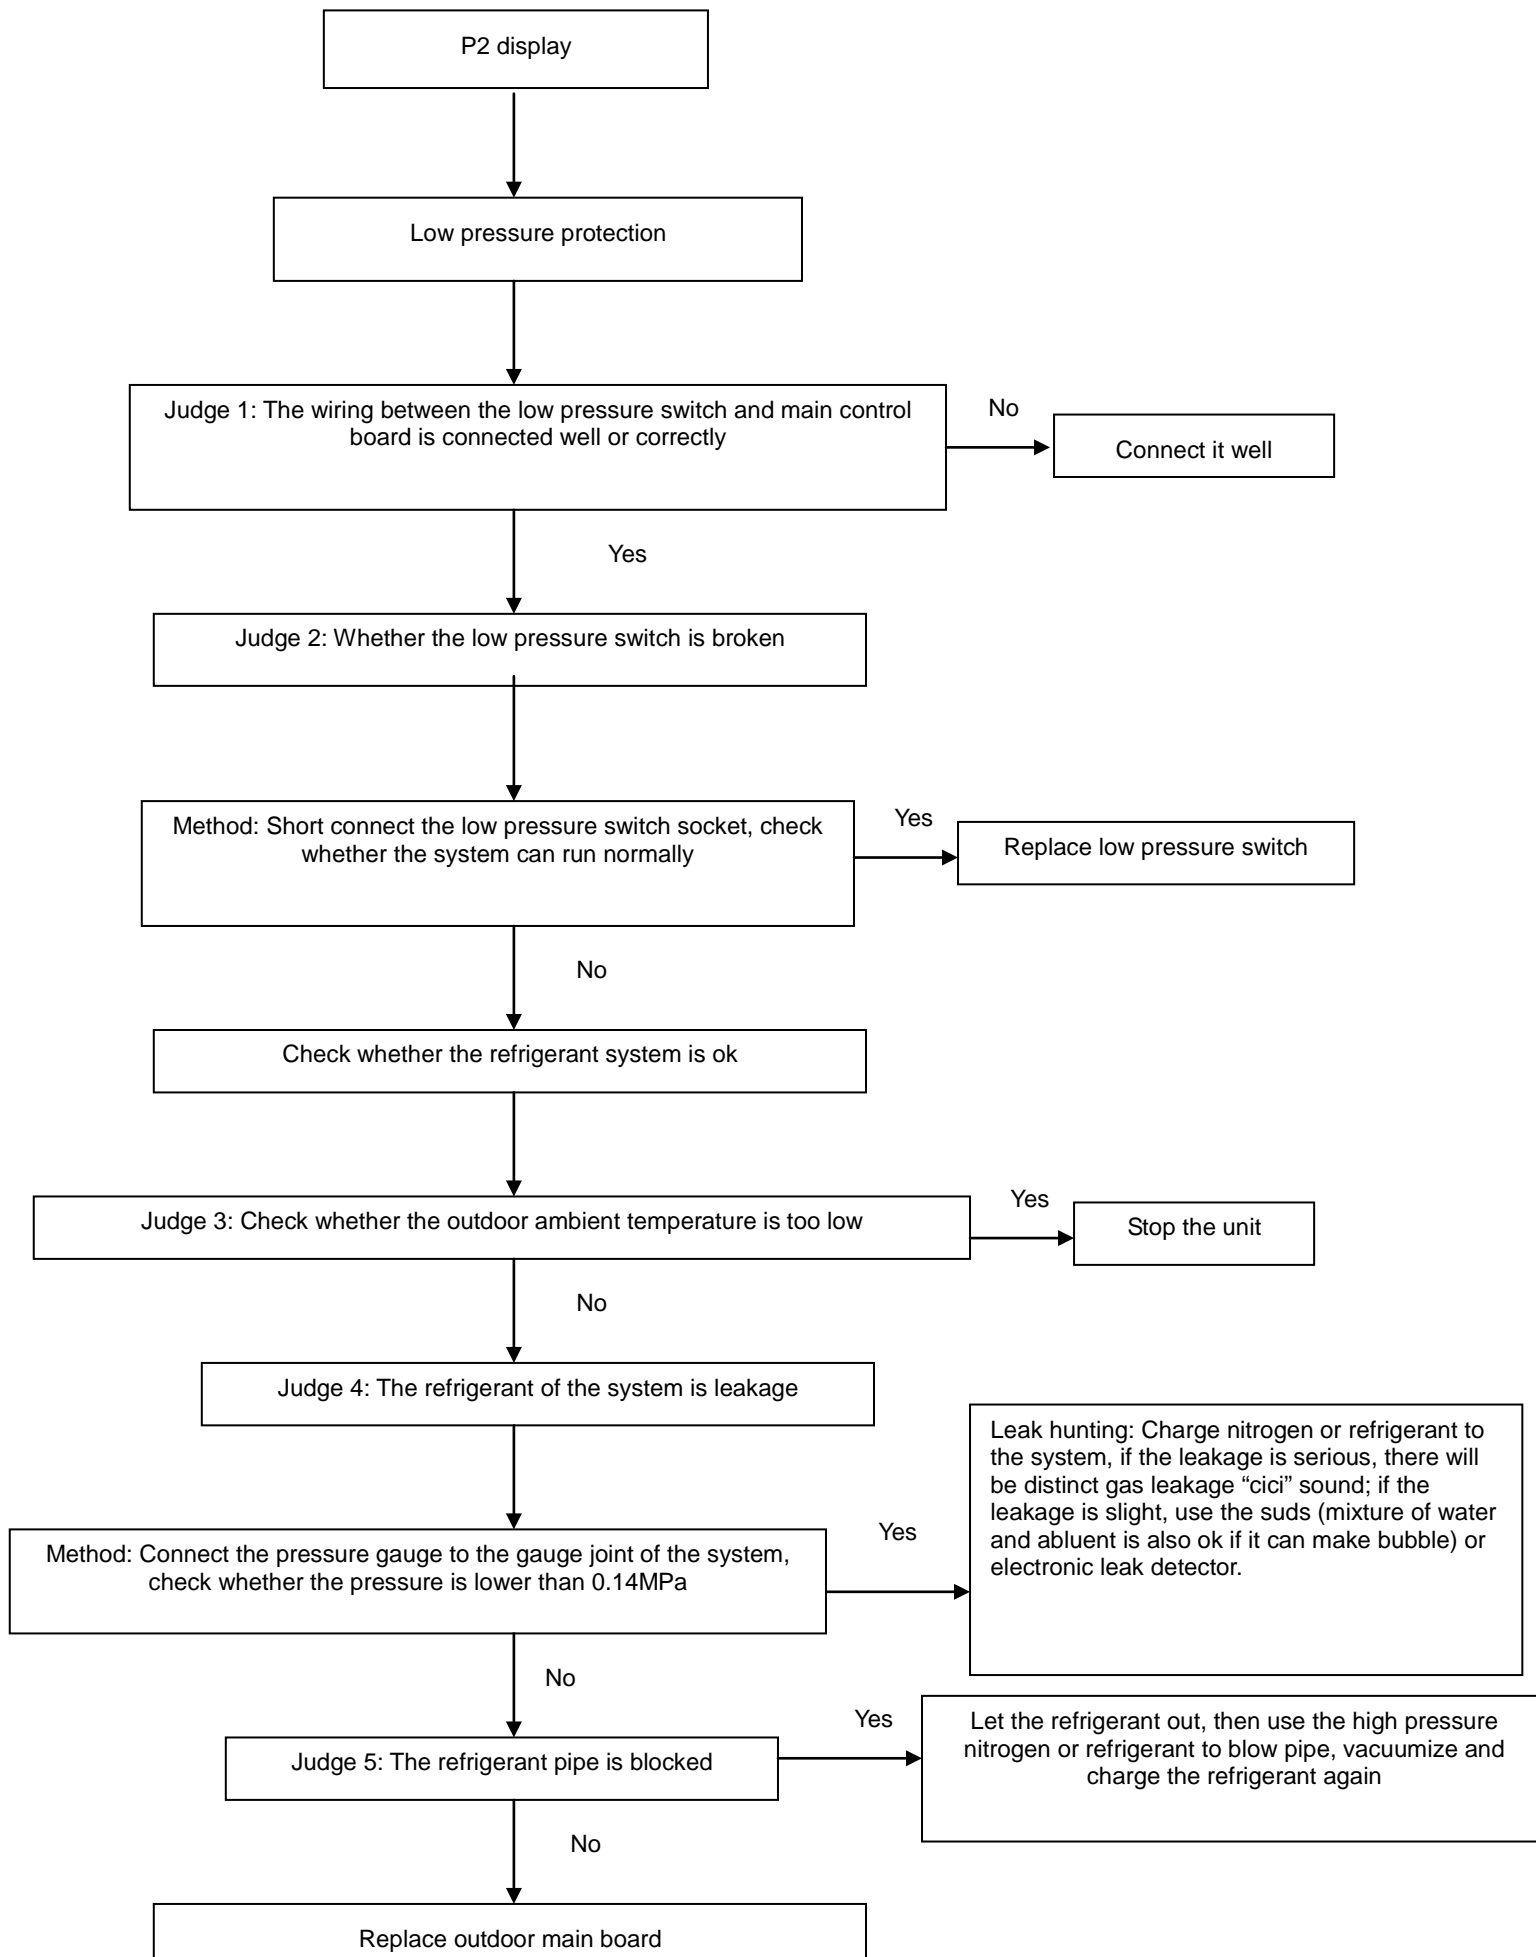 P2 display
Low pressure protection
Judge 1: The wiring between the low pressure switch and main control
board is connected well or correctly
No
Connect it well
Yes
Judge 2: Whether the low pressure switch is broken
Method: Short connect the low pressure switch socket, check
whether the system can run normally
Yes
Replace low pressure switch
No
Check whether the refrigerant system is ok
Judge 3: Check whether the outdoor ambient temperature is too low
Yes
Stop the unit
No
Judge 4: The refrigerant of the system is leakage
Method: Connect the pressure gauge to the gauge joint of the system,
check whether the pressure is lower than 0.14MPa
Yes
Leak hunting: Charge nitrogen or refrigerant to
the system, if the leakage is serious, there will
be distinct gas leakage “cici” sound; if the
leakage is slight, use the suds (mixture of water
and abluent is also ok if it can make bubble) or
electronic leak detector.
No
Judge 5: The refrigerant pipe is blocked
Yes
Let the refrigerant out, then use the high pressure
nitrogen or refrigerant to blow pipe, vacuumize and
charge the refrigerant again
No
Replace outdoor main board